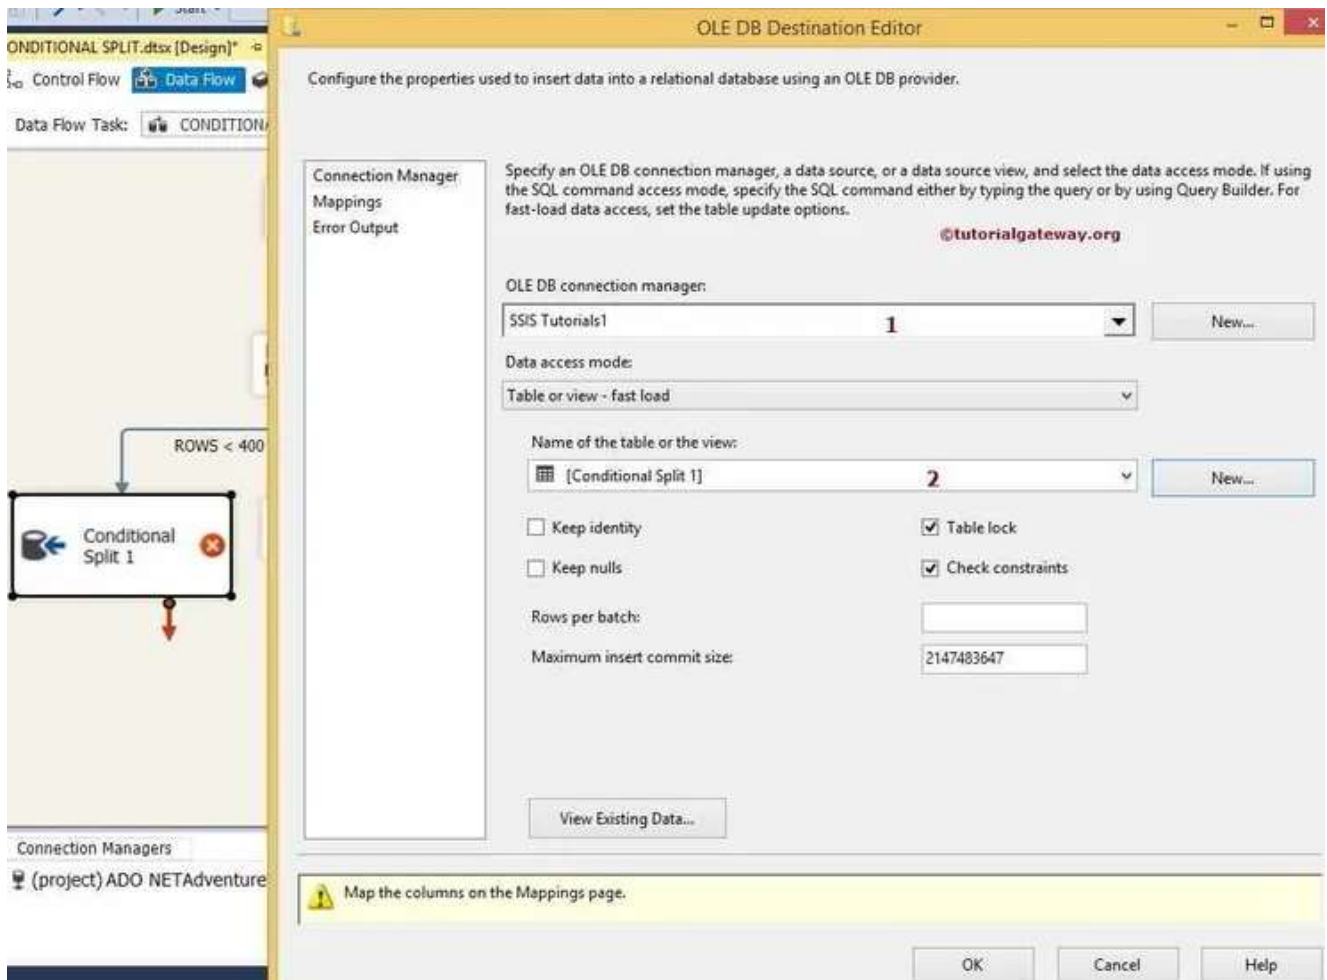 Start
ONDITIONAL SPLIT.dtsx [Design]*
OLE DB Destination Editor
Control Flow
Data Flow
Data Flow Task:
CONDITION
Configure the properties used to insert data into a relational database using an OLE DB provider.
Connection Manager
Mappings
Error Output
Specify an OLE DB connection manager, a data source, or a data source view, and select the data access mode. If using
the SQL command access mode, specify the SQL command either by typing the query or by using Query Builder. For
fast-load data access, set the table update options.
©tutorialgateway.org
OLE DB connection manager:
SSIS Tutorials1
1
New...
Data access mode:
Table or view - fast load
Name of the table or the view:
[Conditional Split 1]
2
New...
Keep identity
Table lock
Keep nulls
Check constraints
Rows per batch:
Maximum insert commit size:
2147483647
View Existing Data...
ROWS < 400
Conditional
Split 1
Connection Managers
(project) ADO NETAdventure
Map the columns on the Mappings page.
OK
Cancel
Help